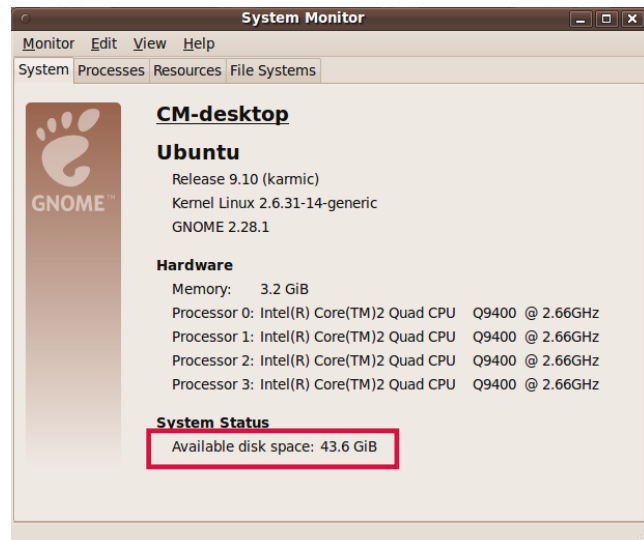 System Monitor
Monitor Edit View Help
System Processes Resources File Systems
CM-desktop
Ubuntu
Release 9.10 (karmic)
Kernel Linux 2.6.31-14-generic
GNOME 2.28.1
GNOME™
Hardware
Memory: 3.2 GiB
Processor 0: Intel(R) Core(TM)2 Quad CPU Q9400 @ 2.66GHz
Processor 1: Intel(R) Core(TM)2 Quad CPU Q9400 @ 2.66GHz
Processor 2: Intel(R) Core(TM)2 Quad CPU Q9400 @ 2.66GHz
Processor 3: Intel(R) Core(TM)2 Quad CPU Q9400 @ 2.66GHz
System Status
Available disk space: 43.6 GiB